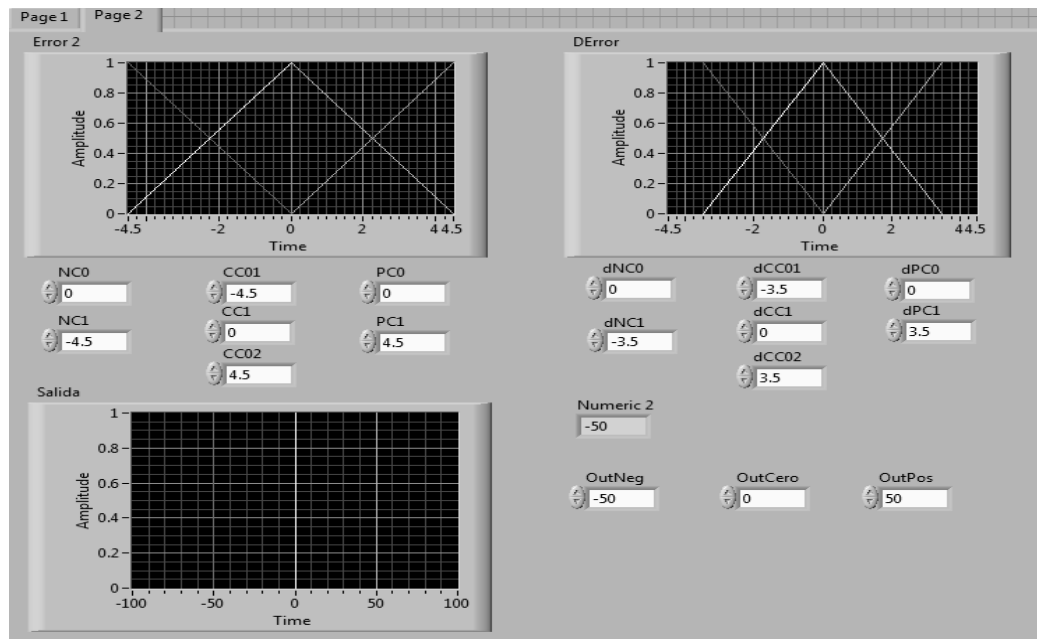 Page 1 Page 2
Error 2
DError
1
0.8
0.6
0.4
0.2
0
Amplitude
-4.5 -2 0 2 4 4.5
Time
1
0.8
0.6
0.4
0.2
0
Amplitude
-4.5 -2 0 2 4 4.5
Time
NC0 CC01 PC0
0 -4.5 0
NC1 CC1 PC1
-4.5 0 4.5
CC02
4.5
dNC0 dCC01 dPC0
0 -3.5 0
dNC1 dCC1 dPC1
-3.5 0 3.5
dCC02
3.5
Salida
1
0.8
0.6
0.4
0.2
0
Amplitude
-100 -50 0 50 100
Time
Numeric 2
-50
OutNeg OutCero OutPos
-50 0 50